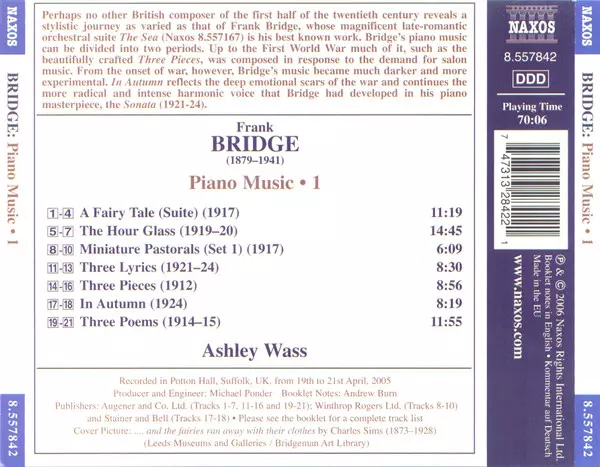 NAXOS
BRIDGE: Piano Music • 1
8.557842
Perhaps no other British composer of the first half of the twentieth century reveals a
stylistic journey as varied as that of Frank Bridge, whose magnificent late-romantic
orchestral suite The Sea (Naxos 8.557167) is his best known work. Bridge's piano music
can be divided into two periods. Up to the First World War much of it, such as the
beautifully crafted Three Pieces, was composed in response to the demand for salon
music. From the onset of war, however, Bridge's music became much darker and more
experimental. In Autumn reflects the deep emotional scars of the war and continues the
more radical and intense harmonic voice that Bridge had developed in his piano
masterpiece, the Sonata (1921-24).
Frank
BRIDGE
(1879–1941)
Piano Music • 1
1-4 A Fairy Tale (Suite) (1917) 11:19
5-7 The Hour Glass (1919–20) 14:45
8-10 Miniature Pastorals (Set 1) (1917) 6:09
11-13 Three Lyrics (1921–24) 8:30
14-16 Three Pieces (1912) 8:56
17-18 In Autumn (1924) 8:19
19-21 Three Poems (1914–15) 11:55
Ashley Wass
Recorded in Potton Hall, Suffolk, UK. from 19th to 21st April, 2005
Producer and Engineer: Michael Ponder Booklet Notes: Andrew Burn
Publishers: Augener and Co. Ltd. (Tracks 1-7, 11-16 and 19-21); Winthrop Rogers Ltd. (Tracks 8-10)
and Stainer and Bell (Tracks 17-18) • Please see the booklet for a complete track list
Cover Picture: .... and the fairies ran away with their clothes by Charles Sims (1873–1928)
(Leeds Museums and Galleries / Bridgeman Art Library)
NAXOS
8.557842
DDD
Playing Time
70:06
7 47313 28422 1
www.naxos.com
Ⓟ & © 2006 Naxos Rights International Ltd.
Booklet notes in English • Kommentar auf Deutsch
Made in the EU
NAXOS
BRIDGE: Piano Music • 1
8.557842